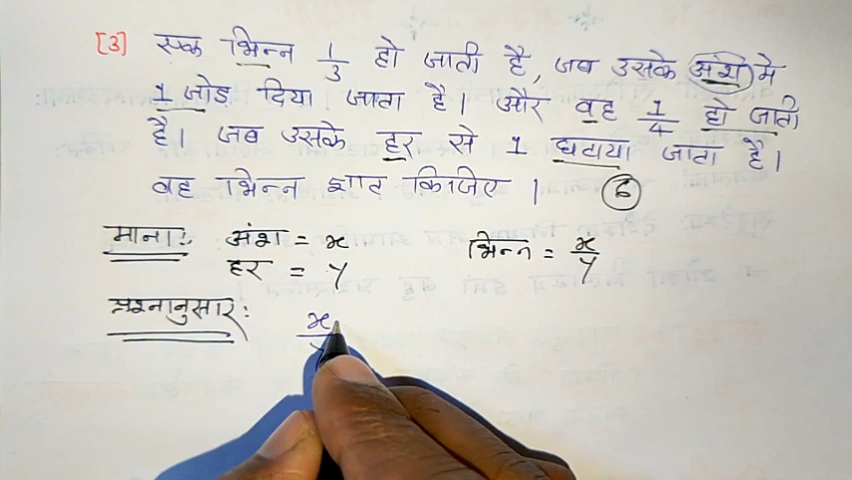 [3] एक भिन्न 1/3 हो जाती है, जब उसके अंश में
1 जोड़ दिया जाता है। और वह 1/4 हो जाती
है। जब उसके हर से 1 घटाया जाता है।
वह भिन्न ज्ञात किजिए। (6)
माना: अंश = x भिन्न = x/y
हर = y
प्रश्नानुसार:
x